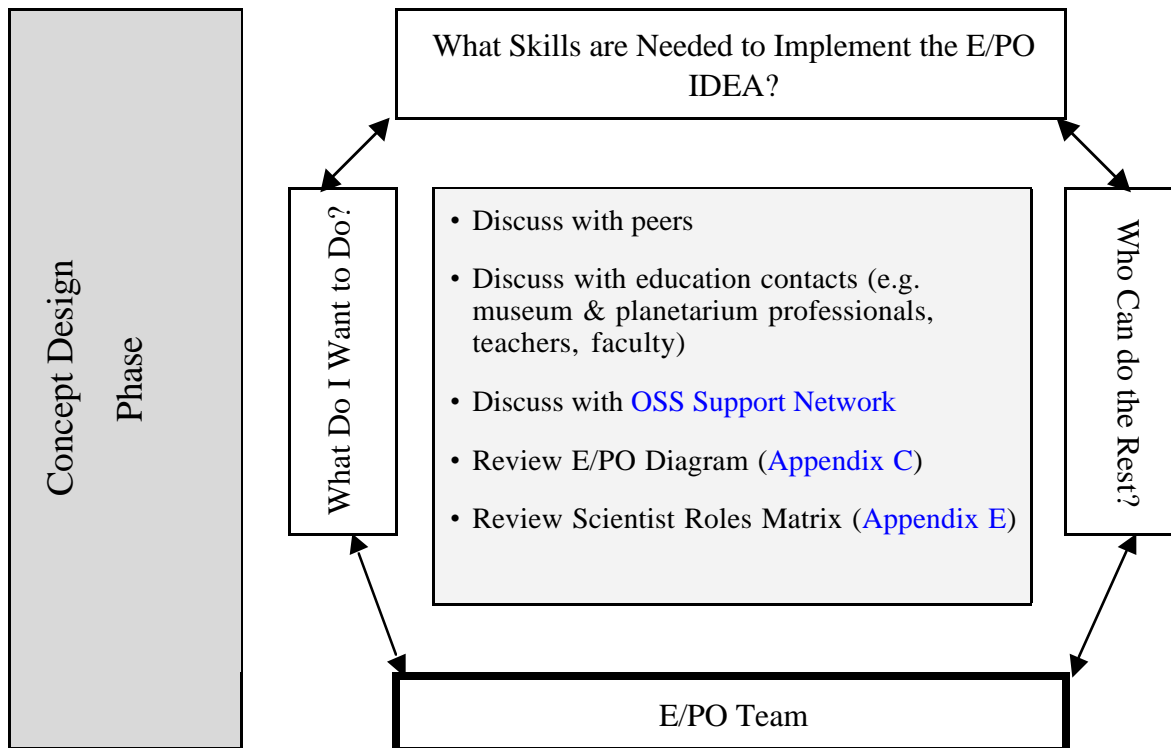 What Skills are Needed to Implement the E/PO
IDEA?
Concept Design
Phase
What Do I Want to Do?
• Discuss with peers
• Discuss with education contacts (e.g.
museum & planetarium professionals,
teachers, faculty)
• Discuss with OSS Support Network
• Review E/PO Diagram (Appendix C)
• Review Scientist Roles Matrix (Appendix E)
Who Can do the Rest?
E/PO Team